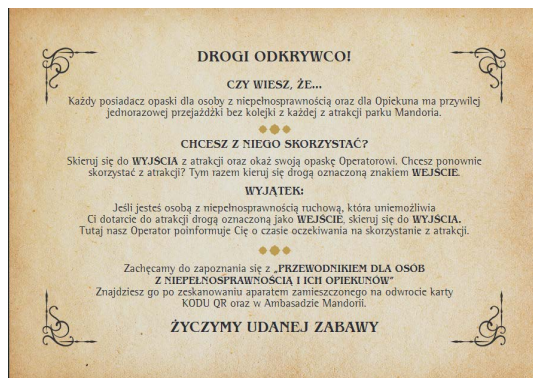 DROGI ODKRYWCO!
CZY WIESZ, ŻE...
Każdy posiadacz opaski dla osoby z niepełnosprawnością oraz dla Opiekuna ma przywilej
jednorazowej przejażdżki bez kolejki z każdej z atrakcji parku Mandoria.
CHCESZ Z NIEGO SKORZYSTAĆ?
Skieruj się do WYJŚCIA z atrakcji oraz okaż swoją opaskę Operatorowi. Chcesz ponownie
skorzystać z atrakcji? Tym razem kieruj się drogą oznaczoną znakiem WEJŚCIE.
WYJĄTEK:
Jeśli jesteś osobą z niepełnosprawnością ruchową, która uniemożliwia
Ci dotarcie do atrakcji drogą oznaczoną jako WEJŚCIE, skieruj się do WYJŚCIA.
Tutaj nasz Operator poinformuje Cię o czasie oczekiwania na skorzystanie z atrakcji.
Zachęcamy do zapoznania się z „PRZEWODNIKIEM DLA OSÓB
Z NIEPEŁNOSPRAWNOŚCIĄ I ICH OPIEKUNÓW"
Znajdziesz go po zeskanowaniu aparatem zamieszczonego na odwrocie karty
KODU QR oraz w Ambasadzie Mandorii.
ŻYCZYMY UDANEJ ZABAWY